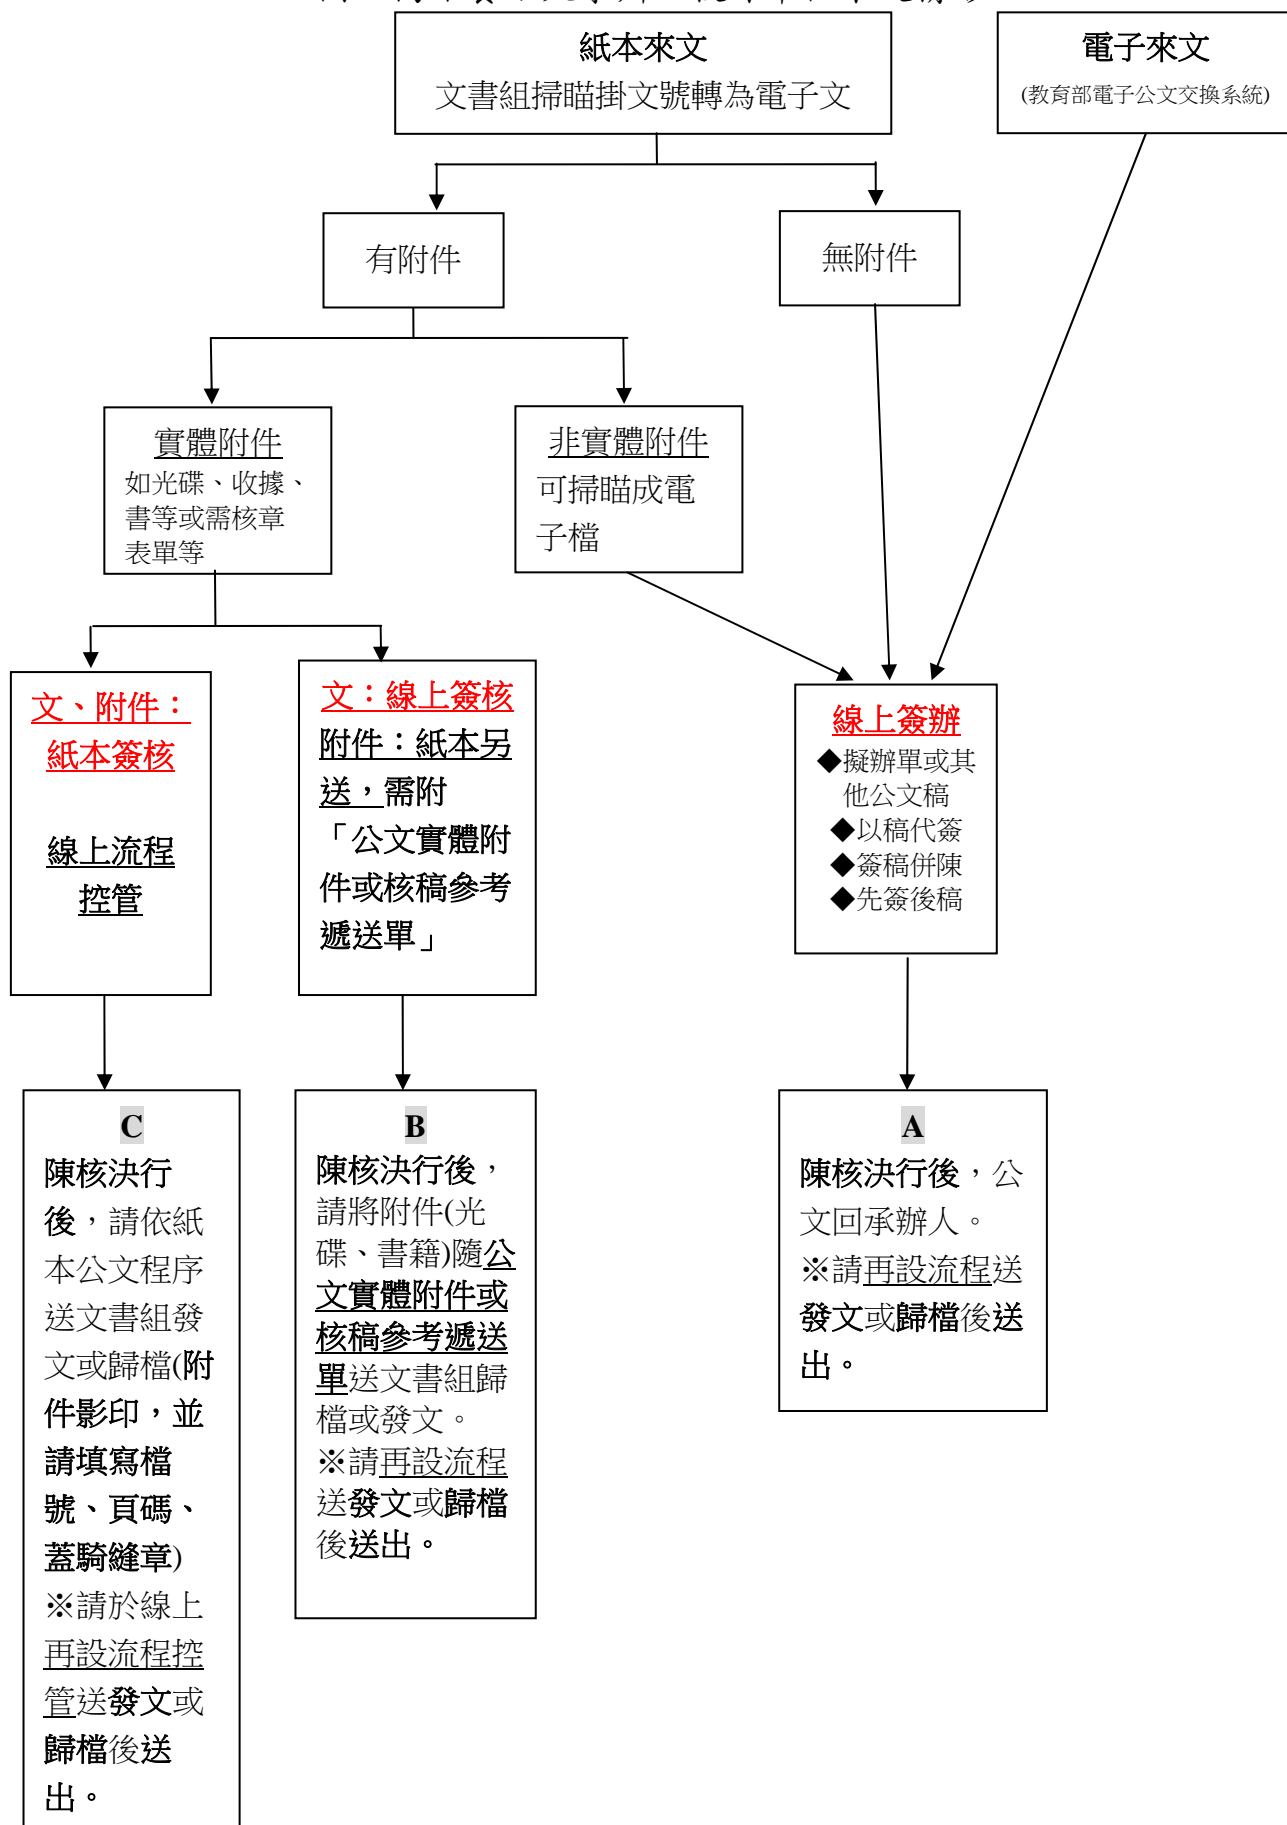 紙本來文
文書組掃瞄掛文號轉為電子文
電子來文
(教育部電子公文交換系統)
有附件
無附件
實體附件
如光碟、收據、
書等或需核章
表單等
非實體附件
可掃瞄成電
子檔
文、附件：
紙本簽核
線上流程
控管
文：線上簽核
附件：紙本另
送，需附
「公文實體附
件或核稿參考
遞送單」
線上簽辦
◆擬辦單或其
他公文稿
◆以稿代簽
◆簽稿併陳
◆先簽後稿
C
陳核決行
後，請依紙
本公文程序
送文書組發
文或歸檔(附
件影印，並
請填寫檔
號、頁碼、
蓋騎縫章)
※請於線上
再設流程控
管送發文或
歸檔後送
出。
B
陳核決行後，
請將附件(光
碟、書籍)隨公
文實體附件或
核稿參考遞送
單送文書組歸
檔或發文。
※請再設流程
送發文或歸檔
後送出。
A
陳核決行後，公
文回承辦人。
※請再設流程送
發文或歸檔後送
出。